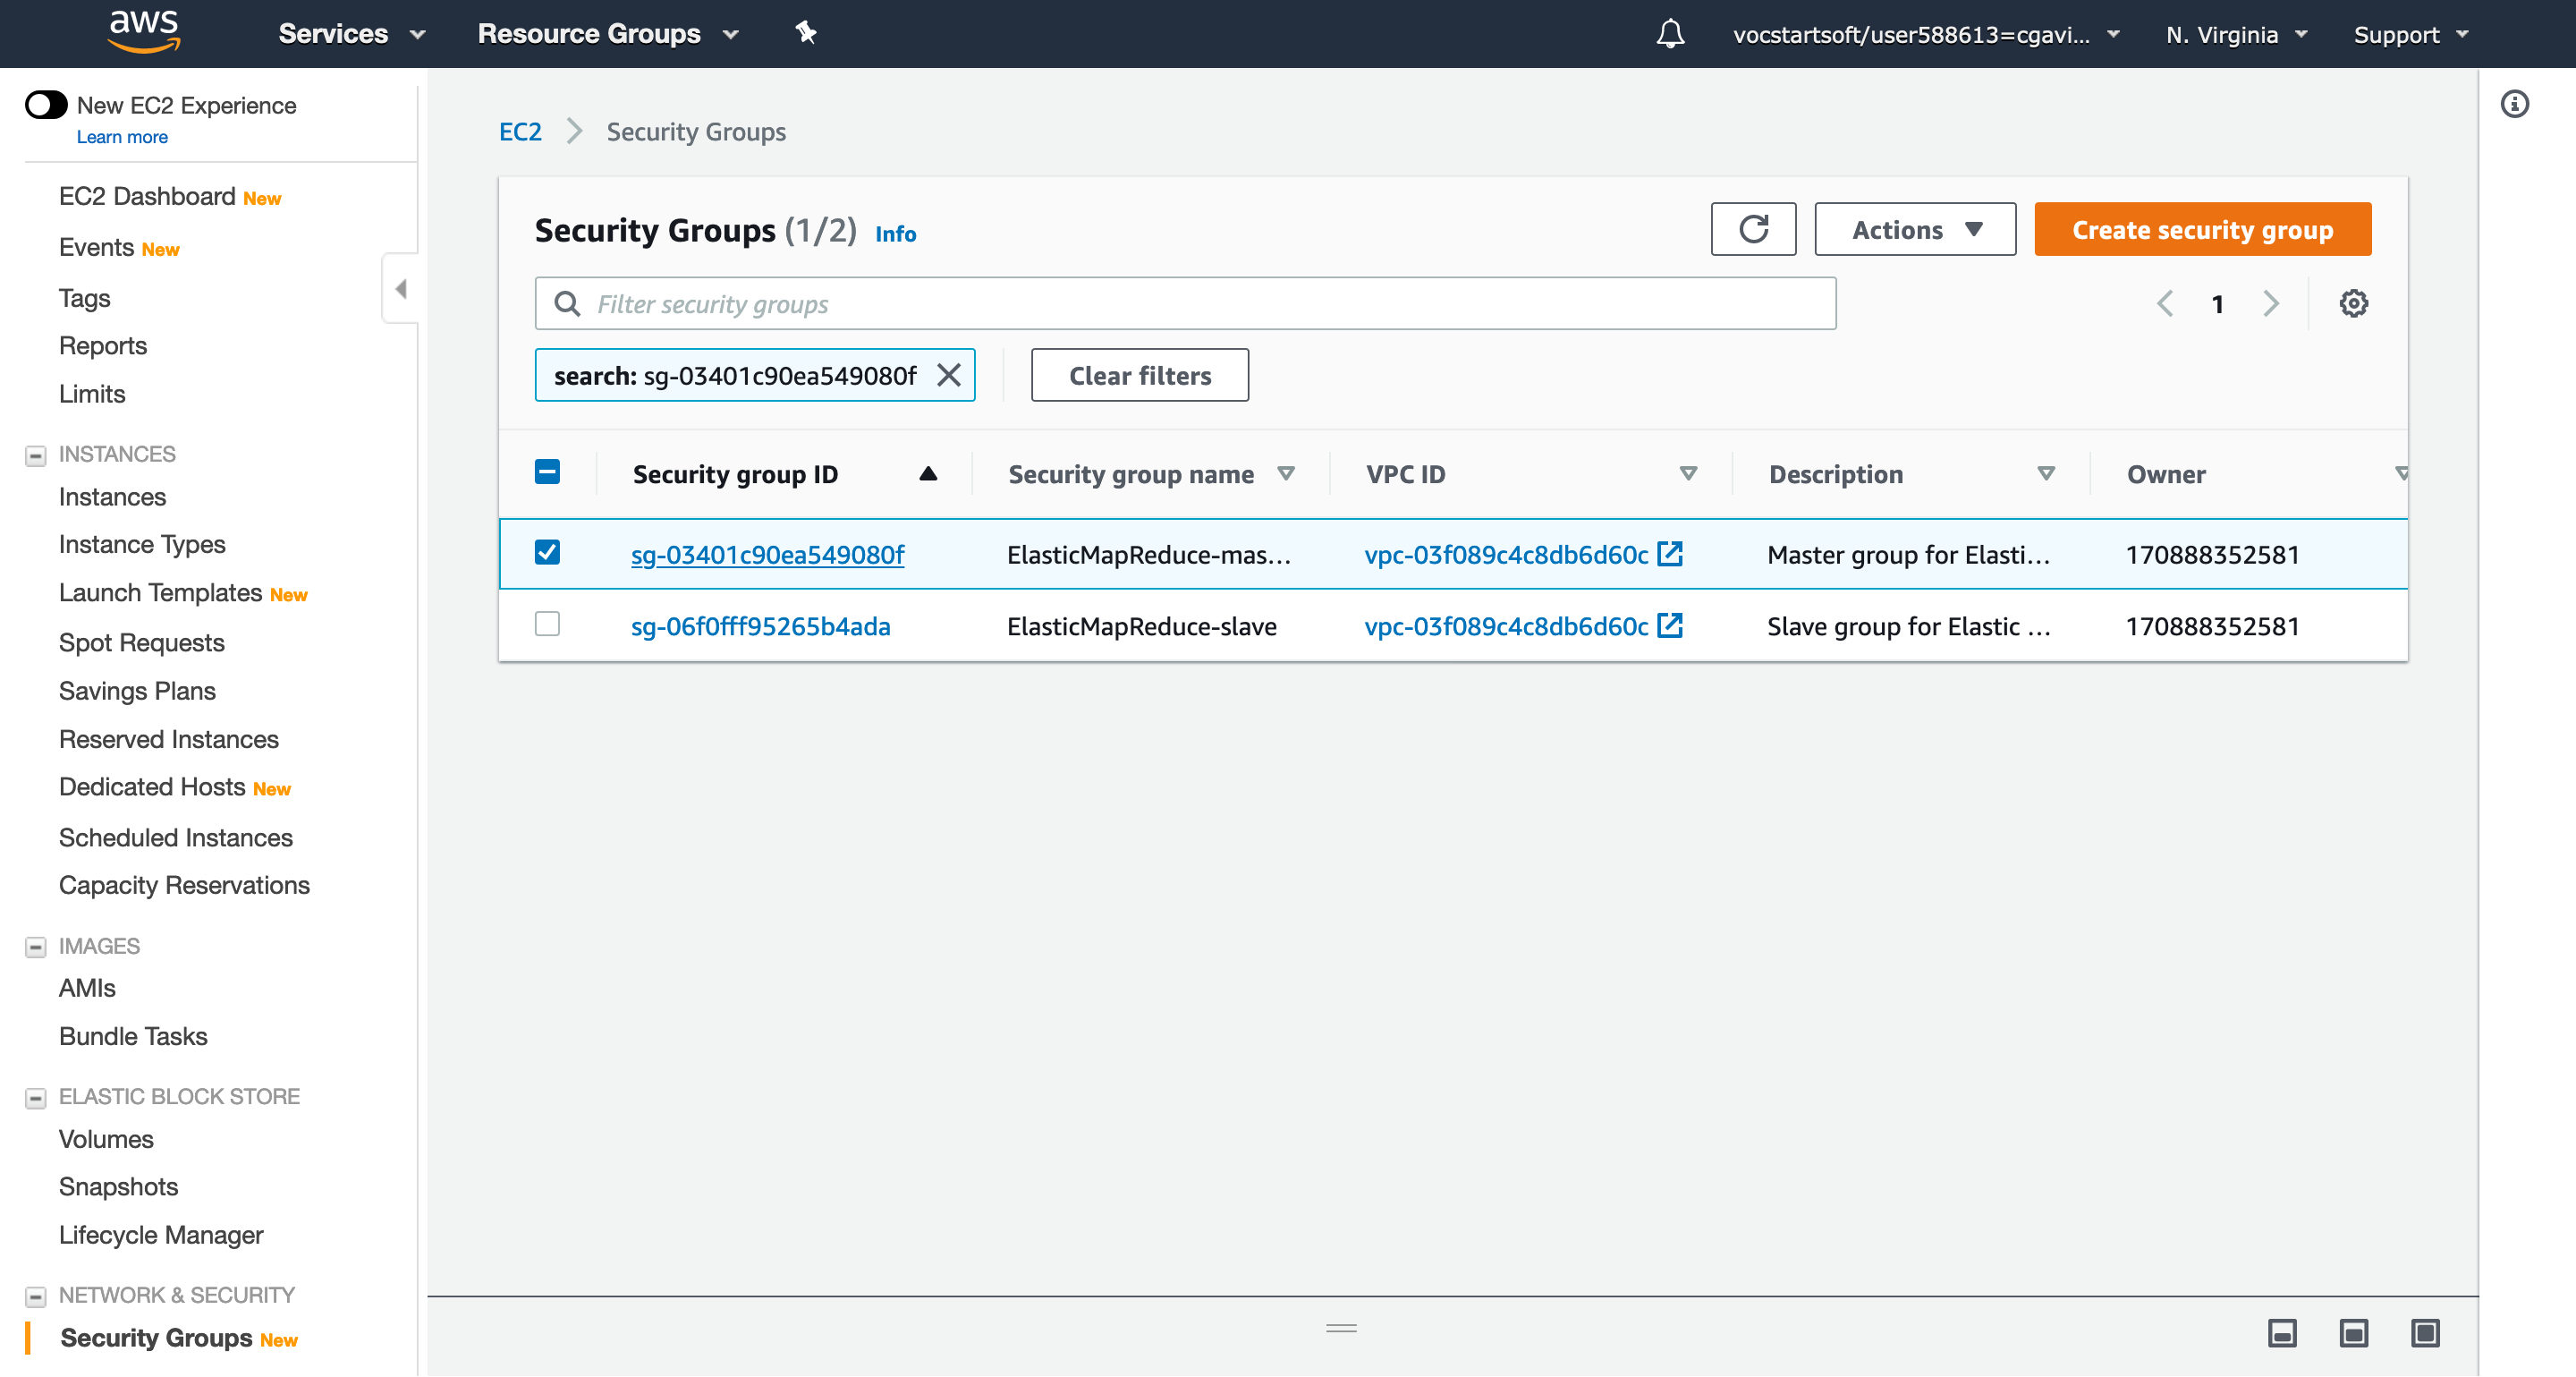 aws Services Resource Groups vocstartsoft/user588613=cgavi... N. Virginia Support
New EC2 Experience
Learn more
EC2 Dashboard New
Events New
Tags
Reports
Limits
INSTANCES
Instances
Instance Types
Launch Templates New
Spot Requests
Savings Plans
Reserved Instances
Dedicated Hosts New
Scheduled Instances
Capacity Reservations
IMAGES
AMIs
Bundle Tasks
ELASTIC BLOCK STORE
Volumes
Snapshots
Lifecycle Manager
NETWORK & SECURITY
Security Groups New
EC2 > Security Groups
Security Groups (1/2) Info Actions Create security group
Filter security groups 1
search: sg-03401c90ea549080f Clear filters
Security group ID Security group name VPC ID Description Owner
sg-03401c90ea549080f ElasticMapReduce-mas... vpc-03f089c4c8db6d60c Master group for Elasti... 170888352581
sg-06f0fff95265b4ada ElasticMapReduce-slave vpc-03f089c4c8db6d60c Slave group for Elastic ... 170888352581